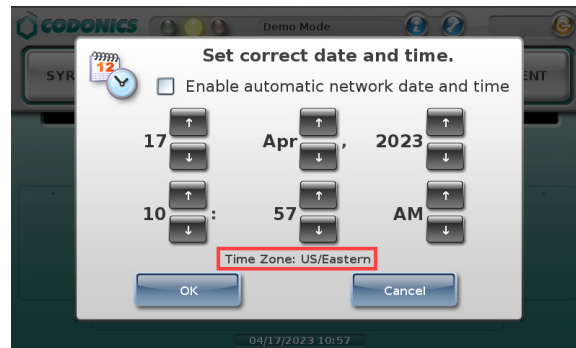 CODONICS
Demo Mode
Set correct date and time.
12
SYR
ENT
Enable automatic network date and time
17 Apr , 2023
10 : 57 AM
Time Zone: US/Eastern
OK Cancel
04/17/2023 10:57